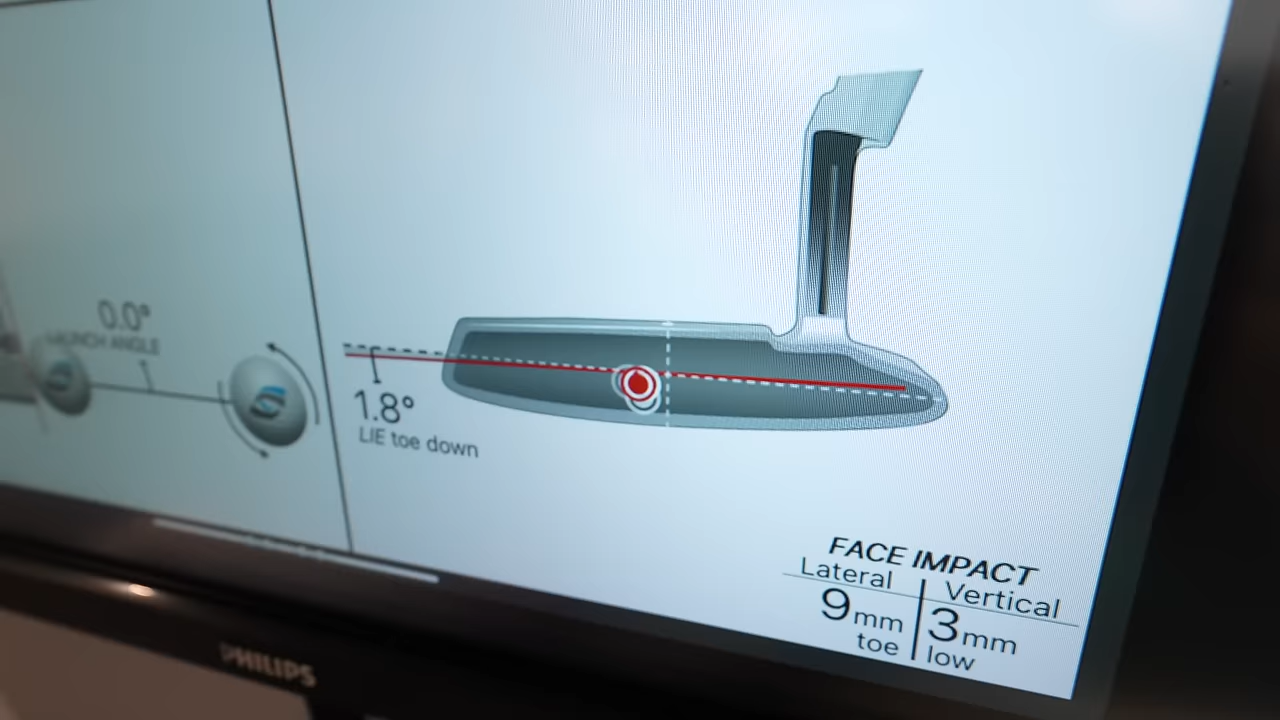 0.0°
LAUNCH ANGLE
1.8°
LIE toe down
FACE IMPACT
Lateral
Vertical
9mm
toe
3mm
low
PHILIPS